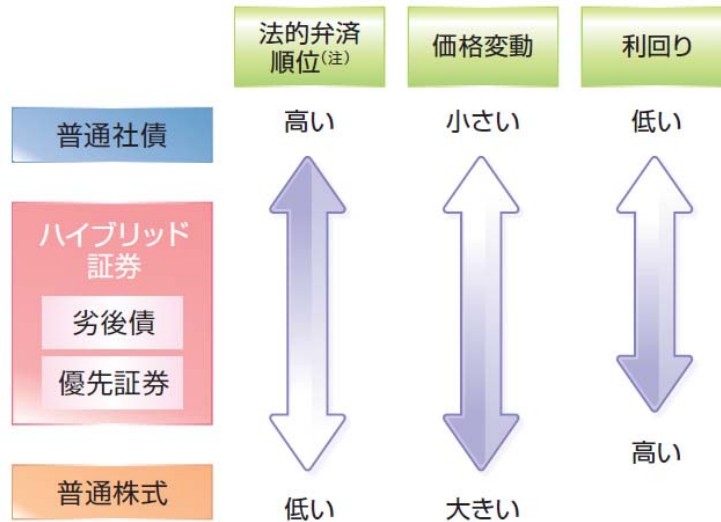 法的弁済
順位(注)
価格変動
利回り
普通社債
高い
小さい
低い
ハイブリッド
証券
劣後債
優先証券
高い
普通株式
低い
大きい